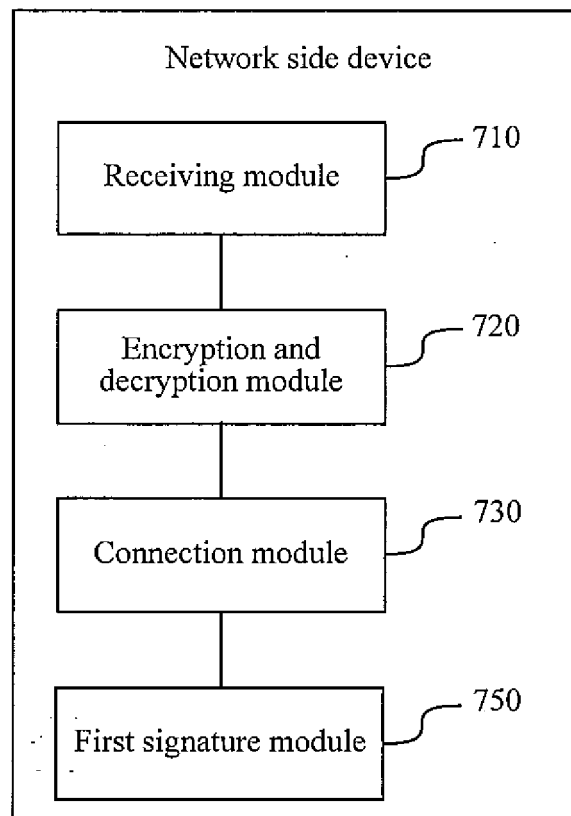 Network side device
Receiving module
710
Encryption and
decryption module
720
Connection module
730
First signature module
750